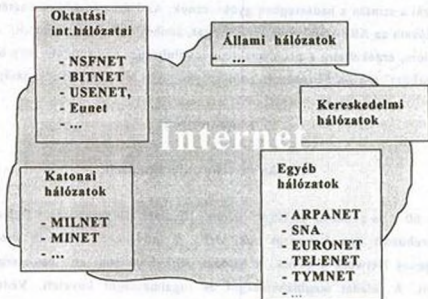 Oktatási
int.hálózatai
- NSFNET
- BITNET
- USENET,
- Eunet
- ...
Állami hálózatok
- ...
Kereskedelmi
hálózatok
Internet
Katonai
hálózatok
- MILNET
- MINET
- ...
Egyéb
hálózatok
- ARPANET
- SNA
- EURONET
- TELENET
- TYMNET
- ...